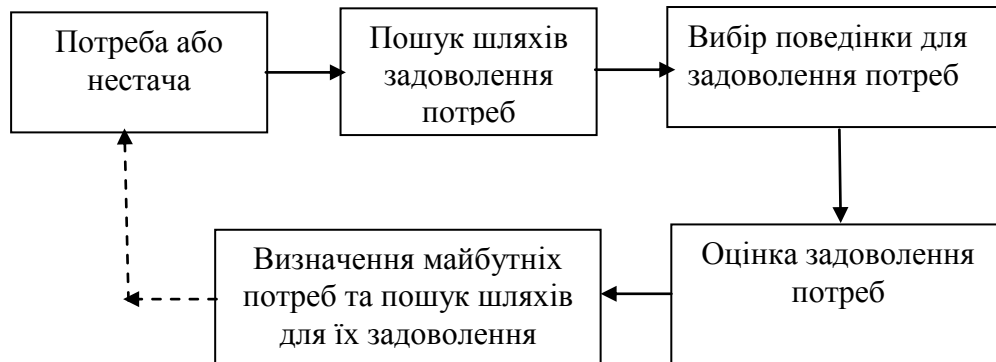 Потреба або
нестача
Пошук шляхів
задоволення
потреб
Вибір поведінки для
задоволення потреб
Оцінка задоволення
потреб
Визначення майбутніх
потреб та пошук шляхів
для їх задоволення